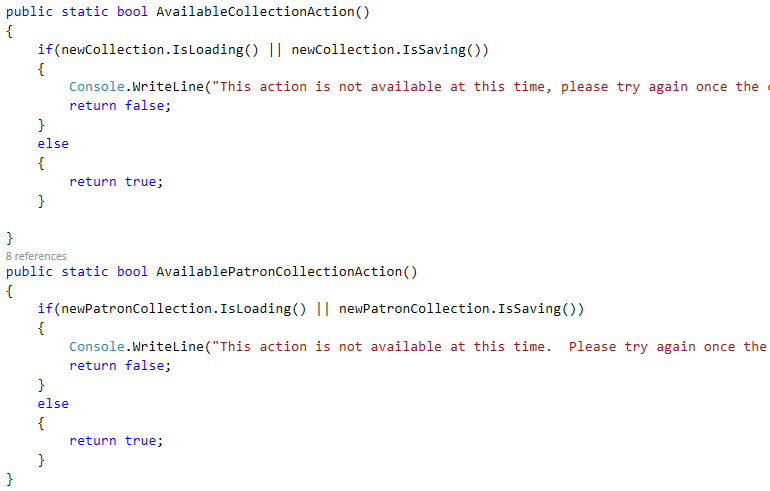 public static bool AvailableCollectionAction()
{
if(newCollection.IsLoading() || newCollection.IsSaving())
{
Console.WriteLine("This action is not available at this time, please try again once the
return false;
}
else
{
return true;
}
}
8 references
public static bool AvailablePatronCollectionAction()
{
if(newPatronCollection.IsLoading() || newPatronCollection.IsSaving())
{
Console.WriteLine("This action is not available at this time.  Please try again once the
return false;
}
else
{
return true;
}
}